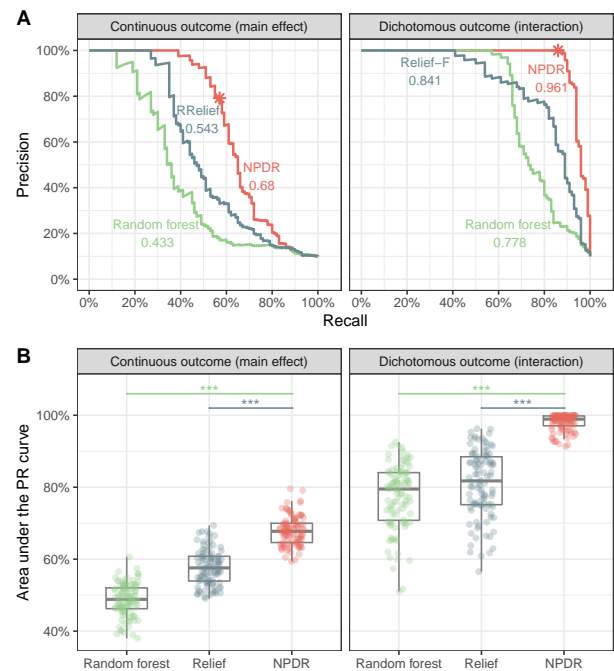 A
Continuous outcome (main effect)
Dichotomous outcome (interaction)
Precision
100%
80%
60%
40%
20%
0%
RRelief
0.543
NPDR
0.68
Random forest
0.433
Relief-F
0.841
NPDR
0.961
Random forest
0.778
0% 20% 40% 60% 80% 100%
0% 20% 40% 60% 80% 100%
Recall
B
Continuous outcome (main effect)
Dichotomous outcome (interaction)
Area under the PR curve
100%
80%
60%
40%
***
***
***
***
Random forest Relief NPDR
Random forest Relief NPDR